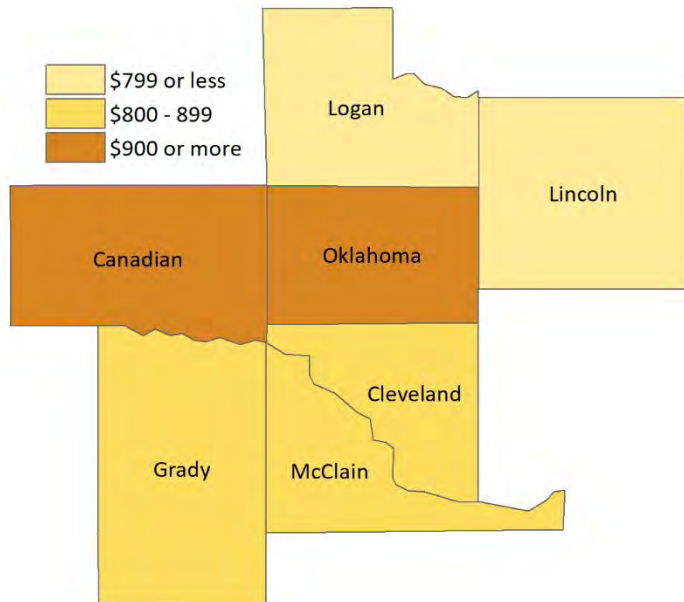 $799 or less
$800 - 899
$900 or more
Logan
Lincoln
Canadian
Oklahoma
Cleveland
Grady
McClain